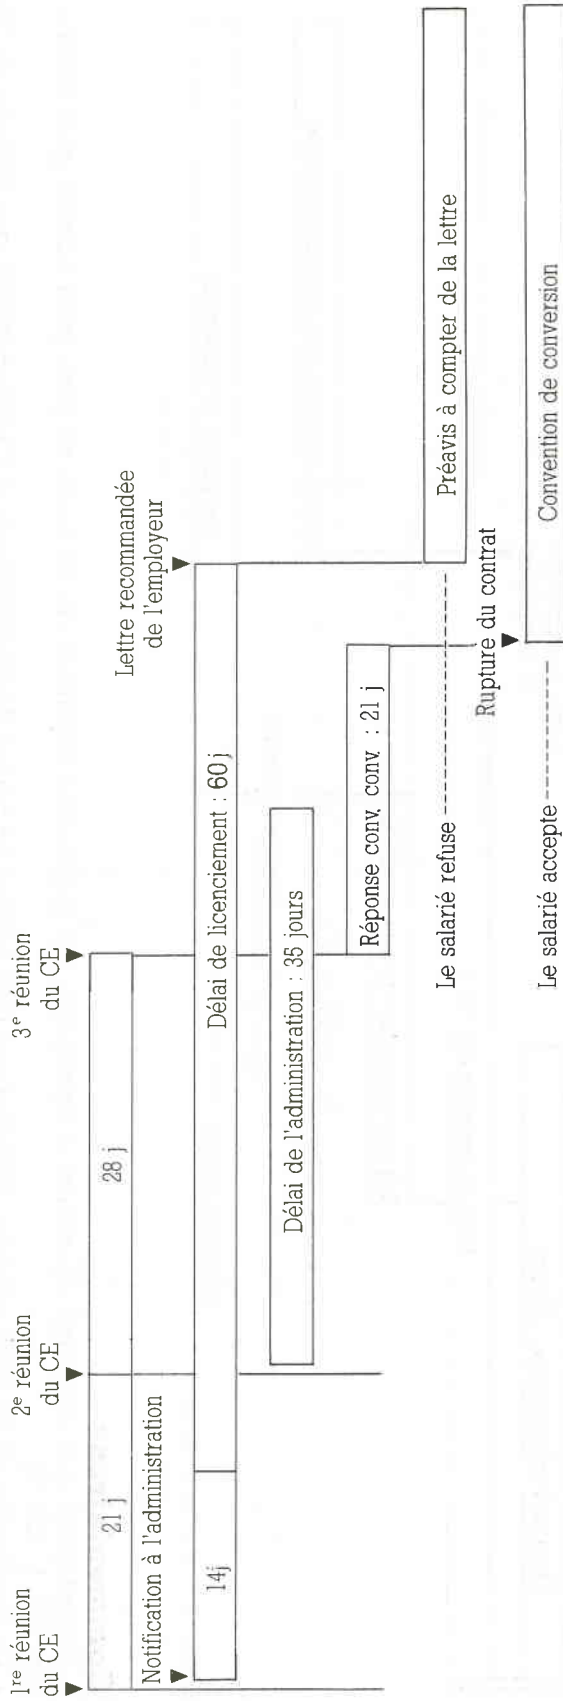 1re réunion
du CE
2e réunion
du CE
3e réunion
du CE
21 j
28 j
Notification à l'administration
Lettre recommandée
de l'employeur
14j
Délai de licenciement : 60 j
Délai de l'administration : 35 jours
Réponse conv. conv. : 21 j
Le salarié refuse
Préavis à compter de la lettre
Rupture du contrat
Le salarié accepte
Convention de conversion